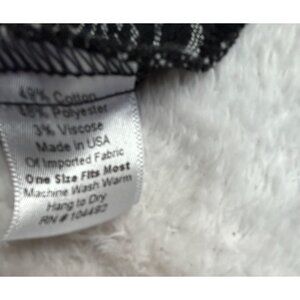 49% Cotton
48% Polyester
3% Viscose
Made in USA
Of Imported Fabric
One Size Fits Most
Machine Wash Warm
Hang to Dry
RN # 104492